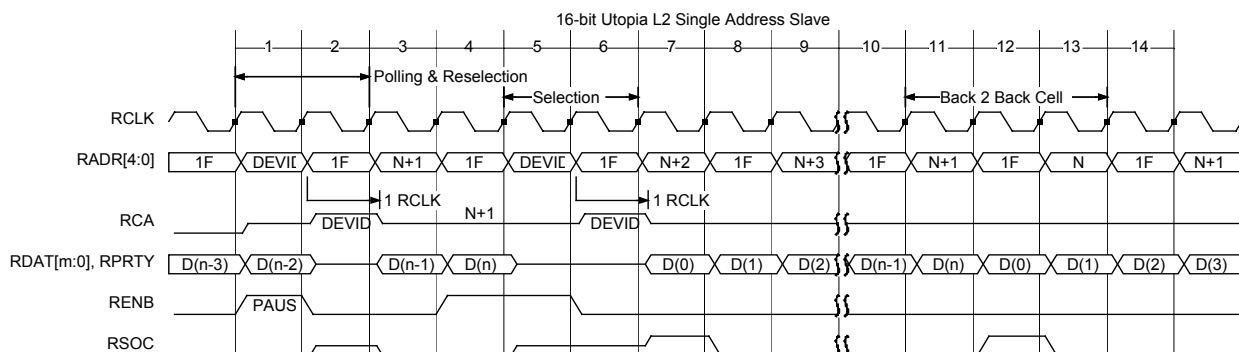 16-bit Utopia L2 Single Address Slave
1 2 3 4 5 6 7 8 9 10 11 12 13 14
Polling & Reselection
Selection
Back 2 Back Cell
RCLK
RADR[4:0] 1F DEVID 1F N+1 1F DEVID 1F N+2 1F N+3 1F N+1 1F N 1F N+1
1 RCLK 1 RCLK
RCA DEVID N+1 DEVID
RDAT[m:0], RPRTY D(n-3) D(n-2) D(n-1) D(n) D(0) D(1) D(2) D(n-1) D(n) D(0) D(1) D(2) D(3)
RENB PAUS
RSOC